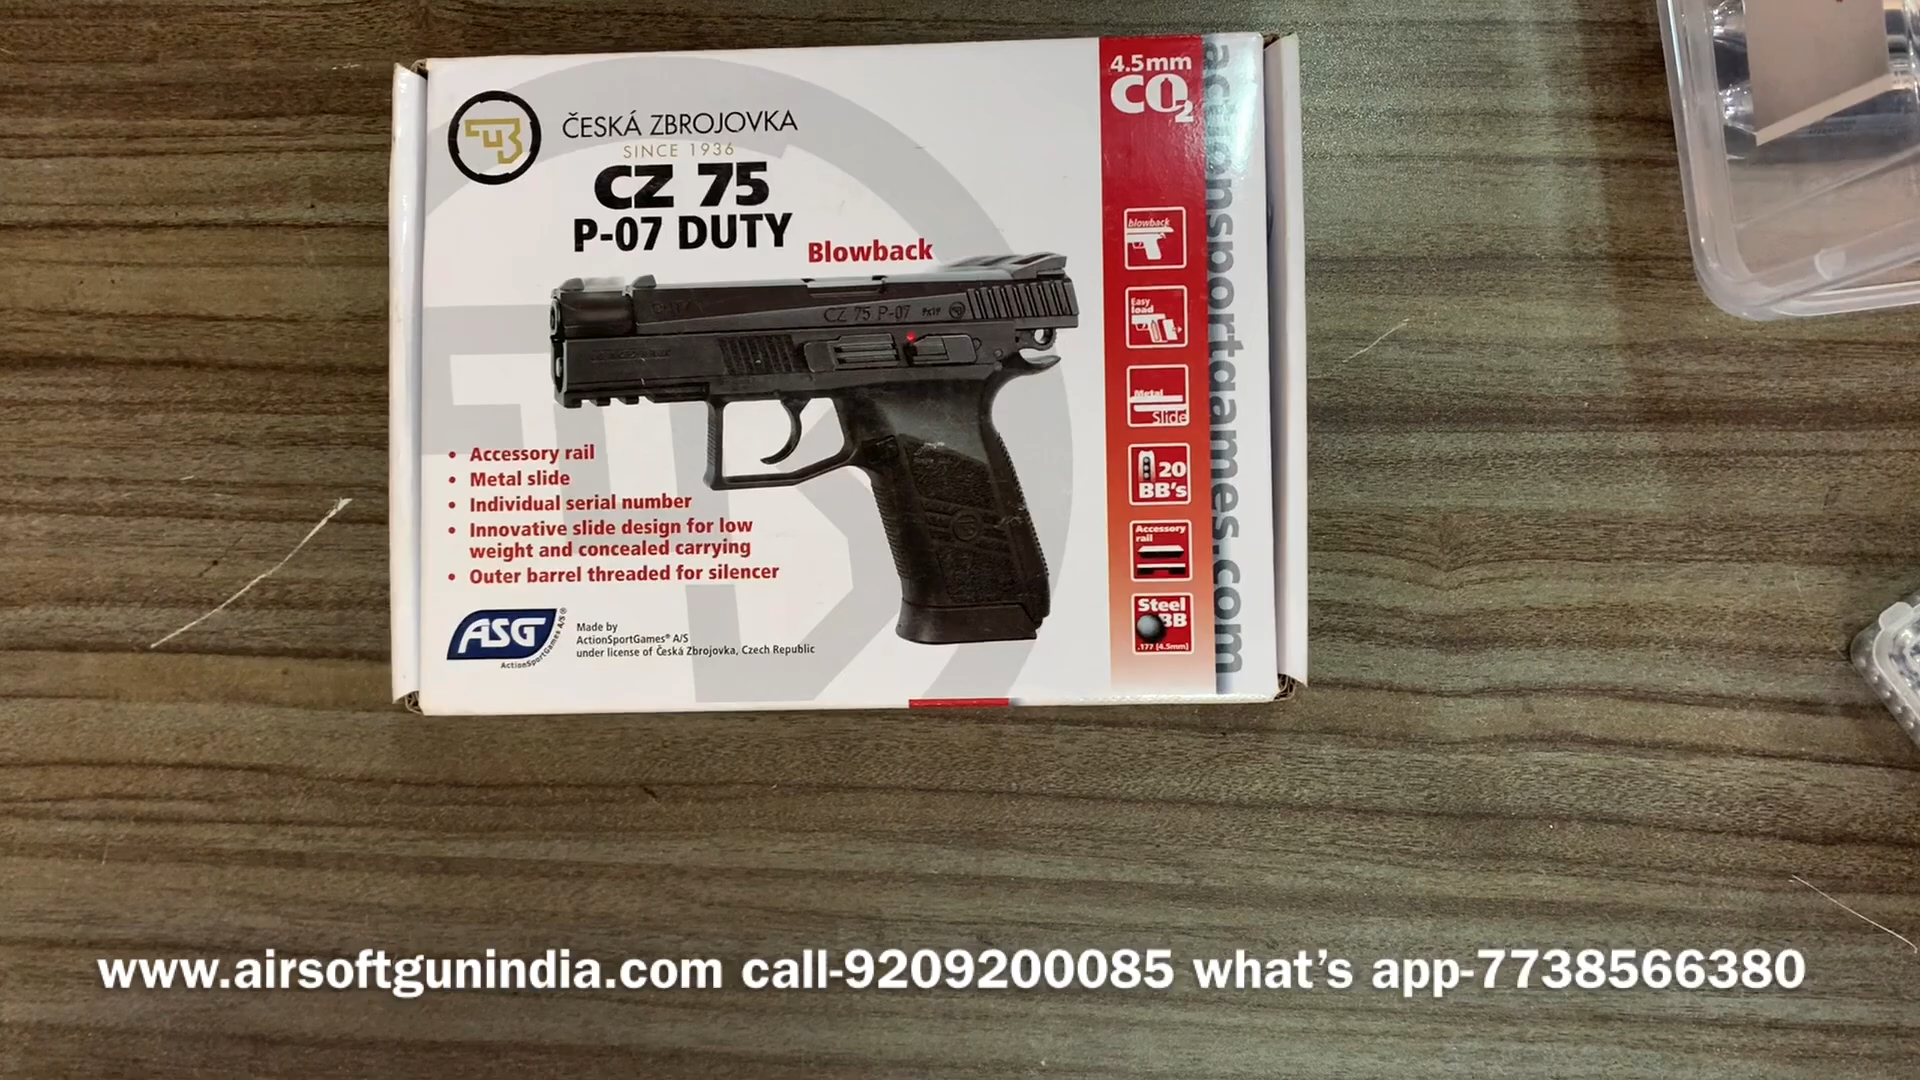 ČESKÁ ZBROJOVKA
SINCE 1936
CZ 75
P-07 DUTY
Blowback
CZ 75 P-07
• Accessory rail
• Metal slide
• Individual serial number
• Innovative slide design for low
weight and concealed carrying
• Outer barrel threaded for silencer
ASG
ActionSportGames A/S®
Made by
ActionSportGames® A/S
under license of Česká Zbrojovka, Czech Republic
4.5mm
CO2
blowback
Easy
load
Metal
Slide
20
BB's
Accessory
rail
Steel
BB
.177 [4.5mm]
actionsportgames.com
www.airsoftgunindia.com call-9209200085 what's app-7738566380